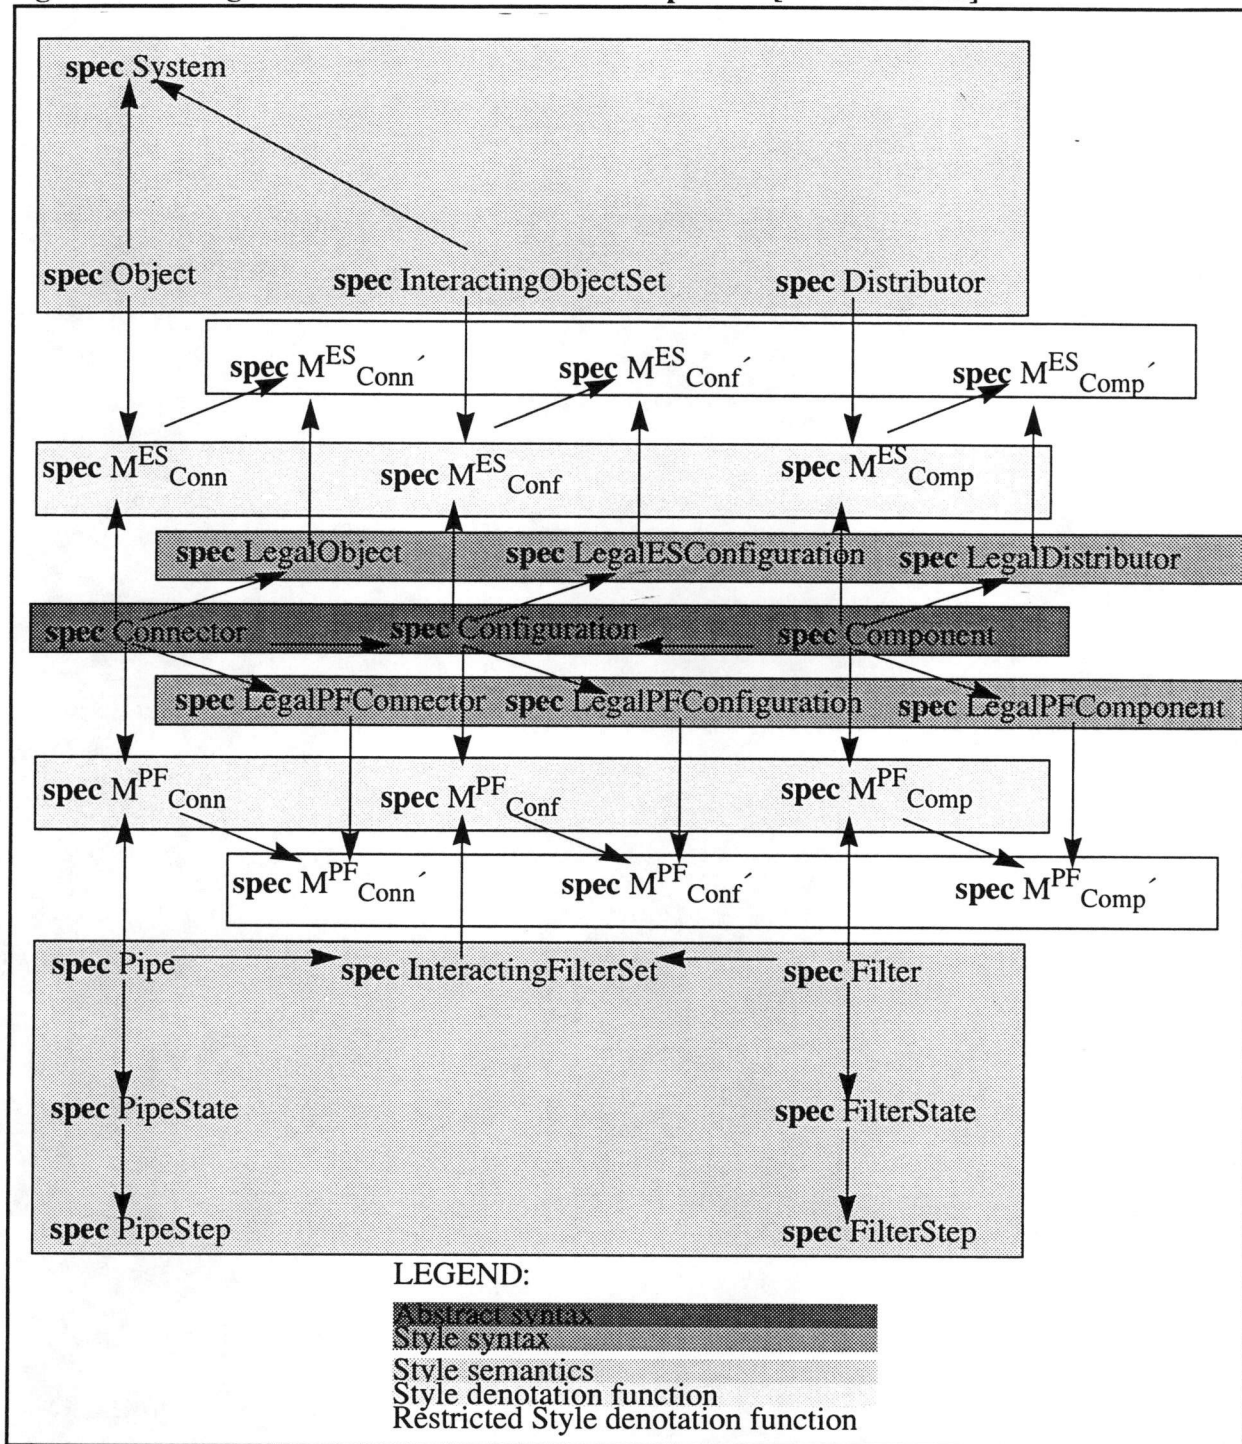 spec System
spec Object spec InteractingObjectSet spec Distributor
spec M^ES_Conn´ spec M^ES_Conf´ spec M^ES_Comp´
spec M^ES_Conn spec M^ES_Conf spec M^ES_Comp
spec LegalObject spec LegalESConfiguration spec LegalDistributor
spec Connector spec Configuration spec Component
spec LegalPFConnector spec LegalPFConfiguration spec LegalPFComponent
spec M^PF_Conn spec M^PF_Conf spec M^PF_Comp
spec M^PF_Conn´ spec M^PF_Conf´ spec M^PF_Comp´
spec Pipe spec InteractingFilterSet spec Filter
spec PipeState spec FilterState
spec PipeStep spec FilterStep
LEGEND:
Abstract syntax
Style syntax
Style semantics
Style denotation function
Restricted Style denotation function